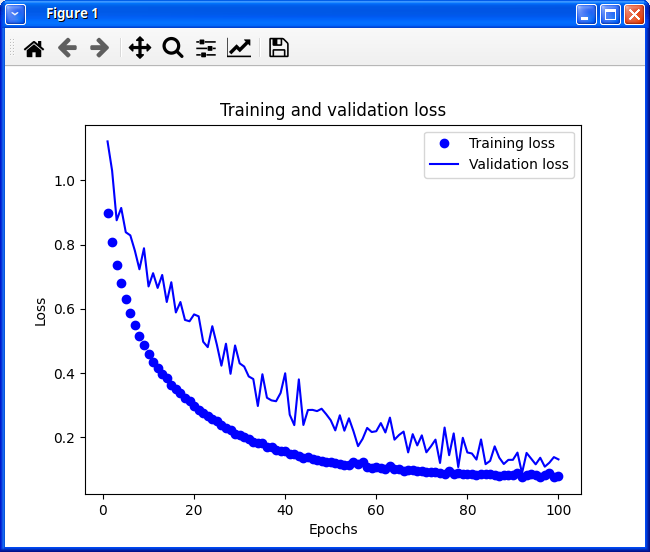 Figure 1
Training and validation loss
Training loss
Validation loss
1.0
0.8
0.6
0.4
0.2
Loss
0 20 40 60 80 100
Epochs